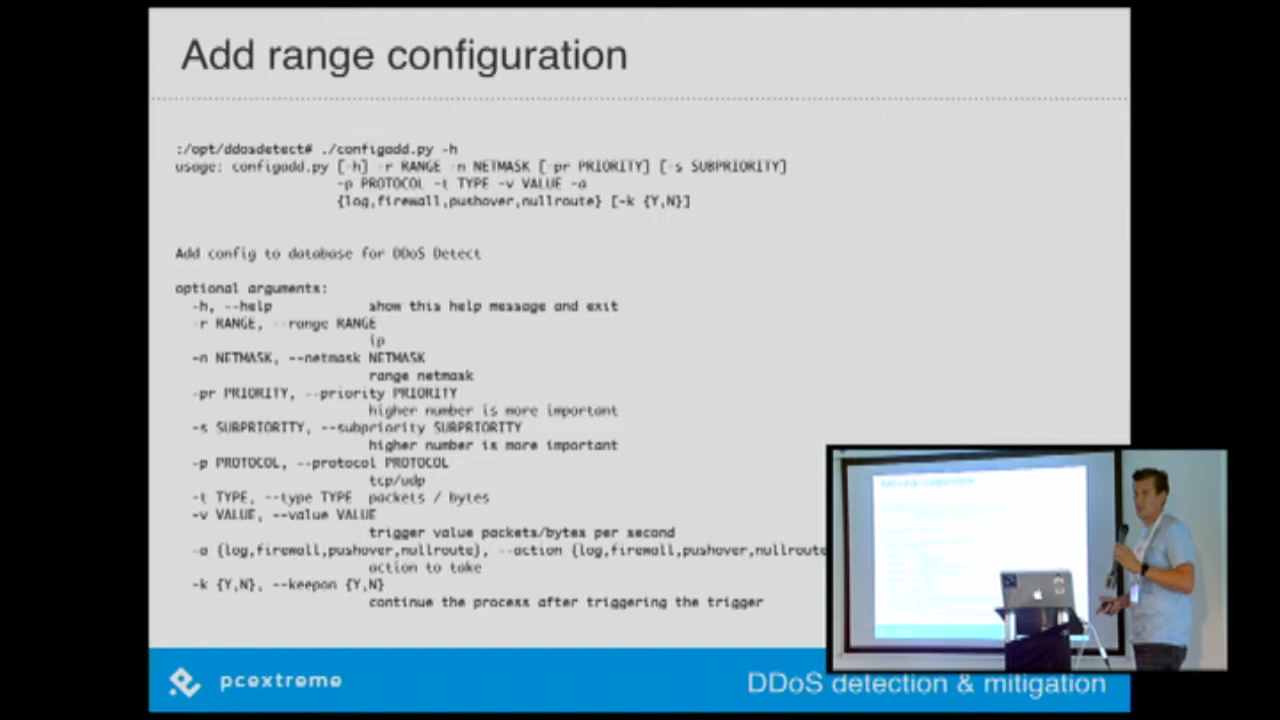 Add range configuration
:/opt/ddosdetect# ./configadd.py -h
usage: configadd.py [-h] -r RANGE -n NETMASK [-pr PRIORITY] [-s SUBPRIORITY]
-p PROTOCOL -t TYPE -v VALUE -a
{log,firewall,pushover,nullroute} [-k {Y,N}]
Add config to database for DDoS Detect
optional arguments:
-h, --help show this help message and exit
-r RANGE, --range RANGE
ip
-n NETMASK, --netmask NETMASK
range netmask
-pr PRIORITY, --priority PRIORITY
higher number is more important
-s SUBPRIORITY, --subpriority SUBPRIORITY
higher number is more important
-p PROTOCOL, --protocol PROTOCOL
tcp/udp
-t TYPE, --type TYPE packets / bytes
-v VALUE, --value VALUE
trigger value packets/bytes per second
-a {log,firewall,pushover,nullroute}, --action {log,firewall,pushover,nullroute
action to take
-k {Y,N}, --keepon {Y,N}
continue the process after triggering the trigger
pcextreme
DDoS detection & mitigation